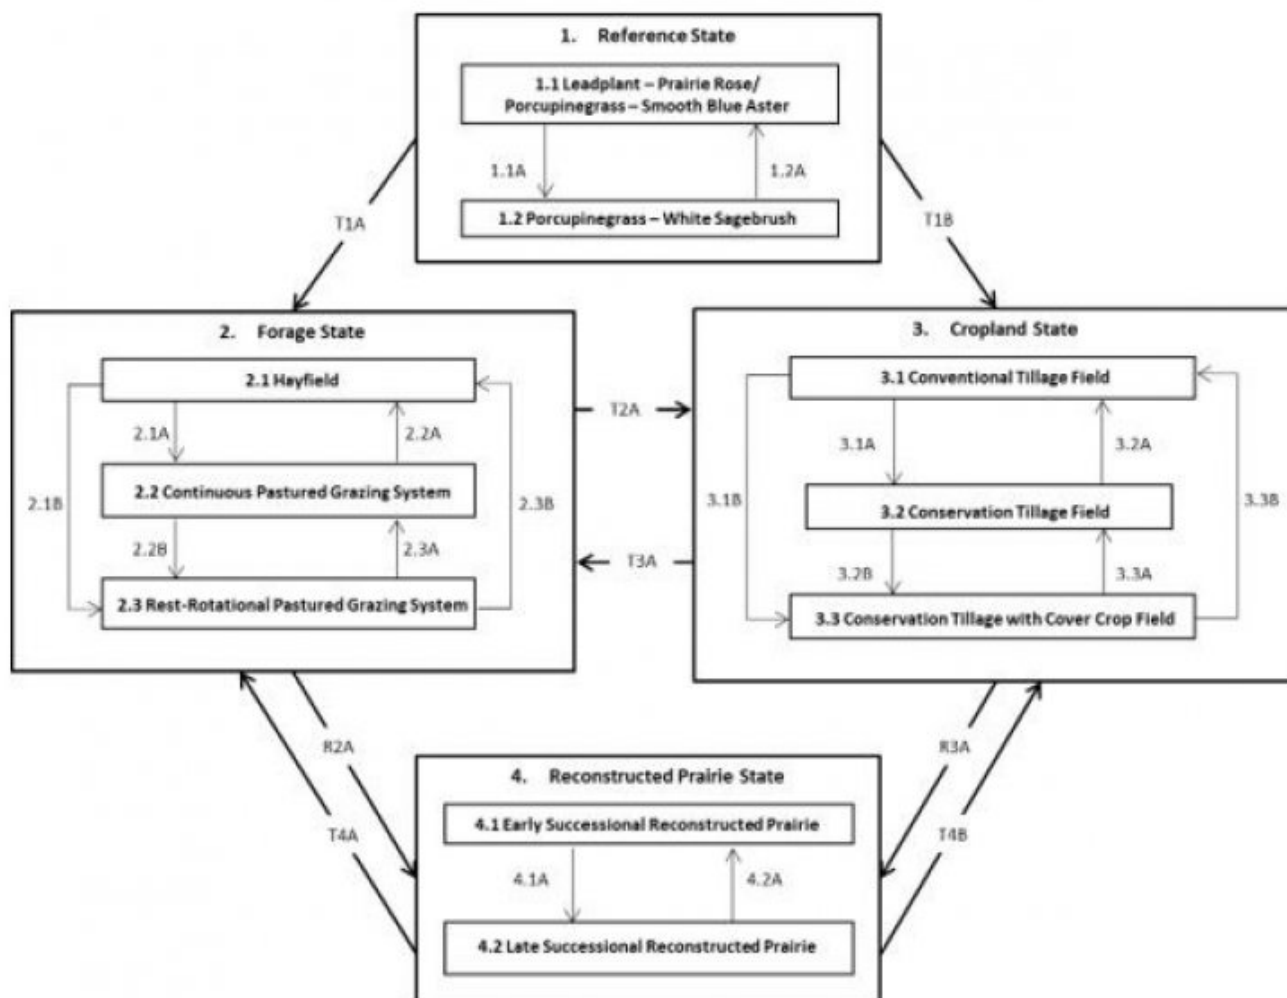 1. Reference State
1.1 Leadplant – Prairie Rose/
Porcupinegrass – Smooth Blue Aster
1.1A
1.2A
1.2 Porcupinegrass – White Sagebrush
T1A
T1B
2. Forage State
2.1 Hayfield
2.1A
2.2A
2.2 Continuous Pastured Grazing System
2.1B
2.3B
2.2B
2.3A
2.3 Rest-Rotational Pastured Grazing System
T2A
T3A
3. Cropland State
3.1 Conventional Tillage Field
3.1A
3.2A
3.2 Conservation Tillage Field
3.1B
3.3B
3.2B
3.3A
3.3 Conservation Tillage with Cover Crop Field
R2A
T4A
R3A
T4B
4. Reconstructed Prairie State
4.1 Early Successional Reconstructed Prairie
4.1A
4.2A
4.2 Late Successional Reconstructed Prairie